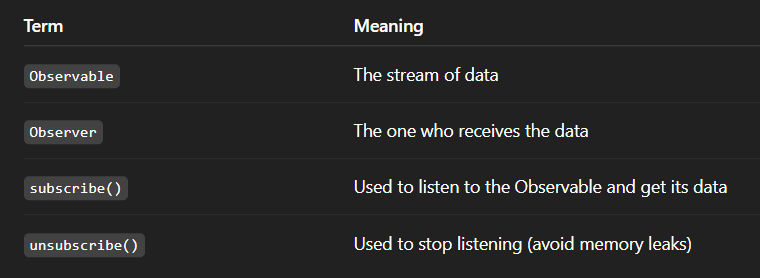 Term Meaning
Observable The stream of data
Observer The one who receives the data
subscribe() Used to listen to the Observable and get its data
unsubscribe() Used to stop listening (avoid memory leaks)